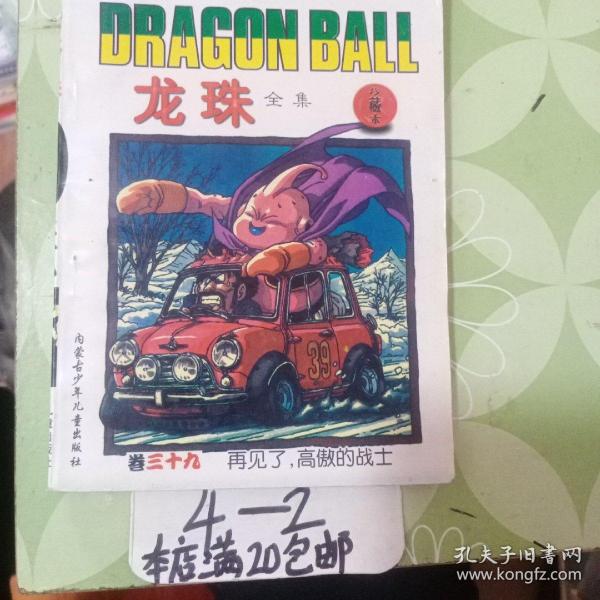 DRAGON BALL
龙珠 全集
珍藏本
39
内蒙古少年儿童出版社
卷三十九 再见了,高傲的战士
4—2
本店满20包邮
孔夫子旧书网
www.kongfz.com